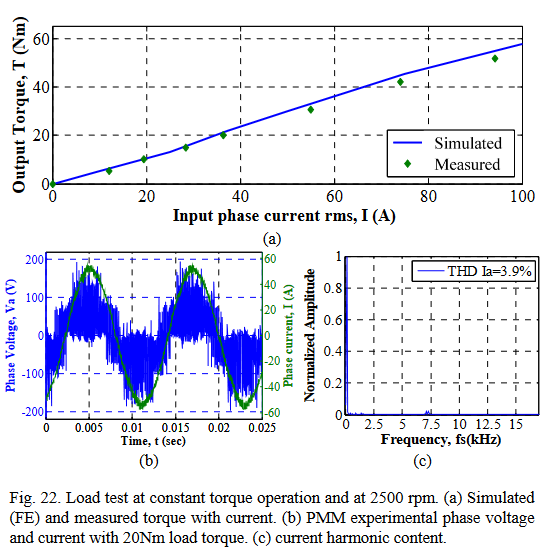 60
40
20
0
Output Torque, T (Nm)
Simulated
Measured
0 20 40 60 80 100
Input phase current rms, I (A)
(a)
200
100
0
-100
-200
Phase Voltage, Va (V)
60
40
20
0
-20
-40
-60
Phase current, I (A)
0 0.005 0.01 0.015 0.02 0.025
Time, t (sec)
(b)
1
0.8
0.6
0.4
0.2
0
Normalized Amplitude
THD Ia=3.9%
0 2.5 5 7.5 10 12.5 15
Frequency, fs(kHz)
(c)
Fig. 22. Load test at constant torque operation and at 2500 rpm. (a) Simulated
(FE) and measured torque with current. (b) PMM experimental phase voltage
and current with 20Nm load torque. (c) current harmonic content.